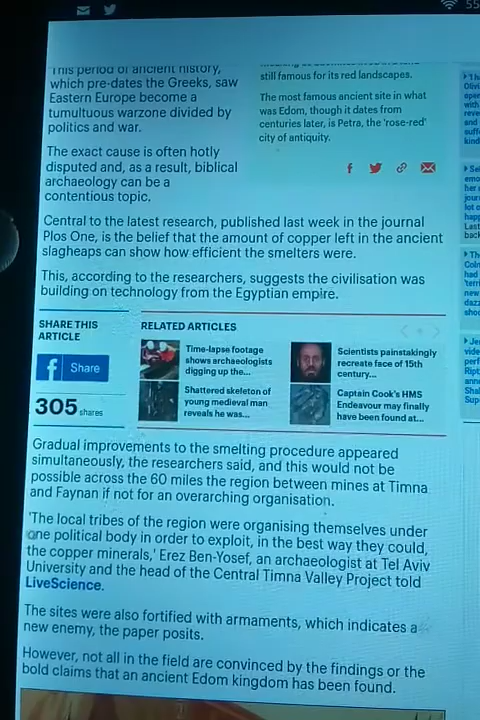 55
This period of ancient history,
which pre-dates the Greeks, saw
Eastern Europe become a
tumultuous warzone divided by
politics and war.
The exact cause is often hotly
disputed and, as a result, biblical
archaeology can be a
contentious topic.
still famous for its red landscapes.
The most famous ancient site in what
was Edom, though it dates from
centuries later, is Petra, the 'rose-red'
city of antiquity.
Central to the latest research, published last week in the journal
Plos One, is the belief that the amount of copper left in the ancient
slagheaps can show how efficient the smelters were.
This, according to the researchers, suggests the civilisation was
building on technology from the Egyptian empire.
SHARE THIS
ARTICLE
f Share
305 shares
RELATED ARTICLES
Time-lapse footage
shows archaeologists
digging up the...
Scientists painstakingly
recreate face of 15th
century...
Shattered skeleton of
young medieval man
reveals he was...
Captain Cook's HMS
Endeavour may finally
have been found at...
Gradual improvements to the smelting procedure appeared
simultaneously, the researchers said, and this would not be
possible across the 60 miles the region between mines at Timna
and Faynan if not for an overarching organisation.
'The local tribes of the region were organising themselves under
one political body in order to exploit, in the best way they could,
the copper minerals,' Erez Ben-Yosef, an archaeologist at Tel Aviv
University and the head of the Central Timna Valley Project told
LiveScience.
The sites were also fortified with armaments, which indicates a
new enemy, the paper posits.
However, not all in the field are convinced by the findings or the
bold claims that an ancient Edom kingdom has been found.